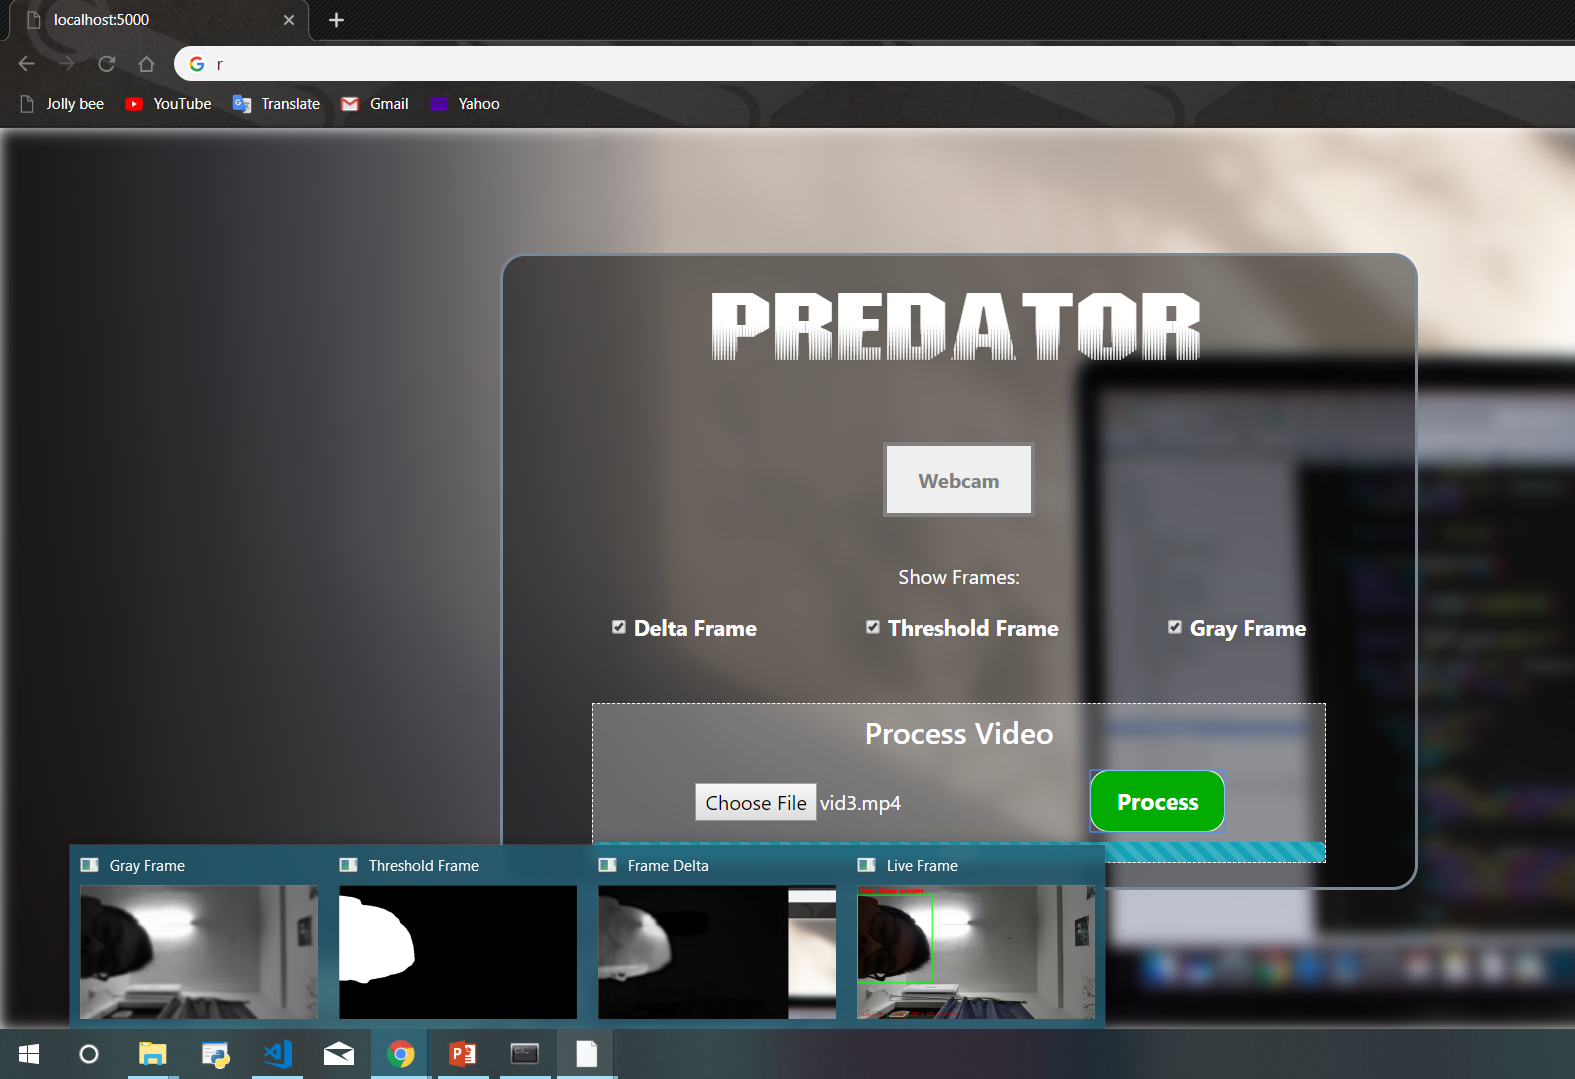 localhost:5000
r
Jolly bee YouTube Translate Gmail Yahoo
PREDATOR
Webcam
Show Frames:
Delta Frame Threshold Frame Gray Frame
Process Video
Choose File vid3.mp4 Process
Gray Frame Threshold Frame Frame Delta Live Frame